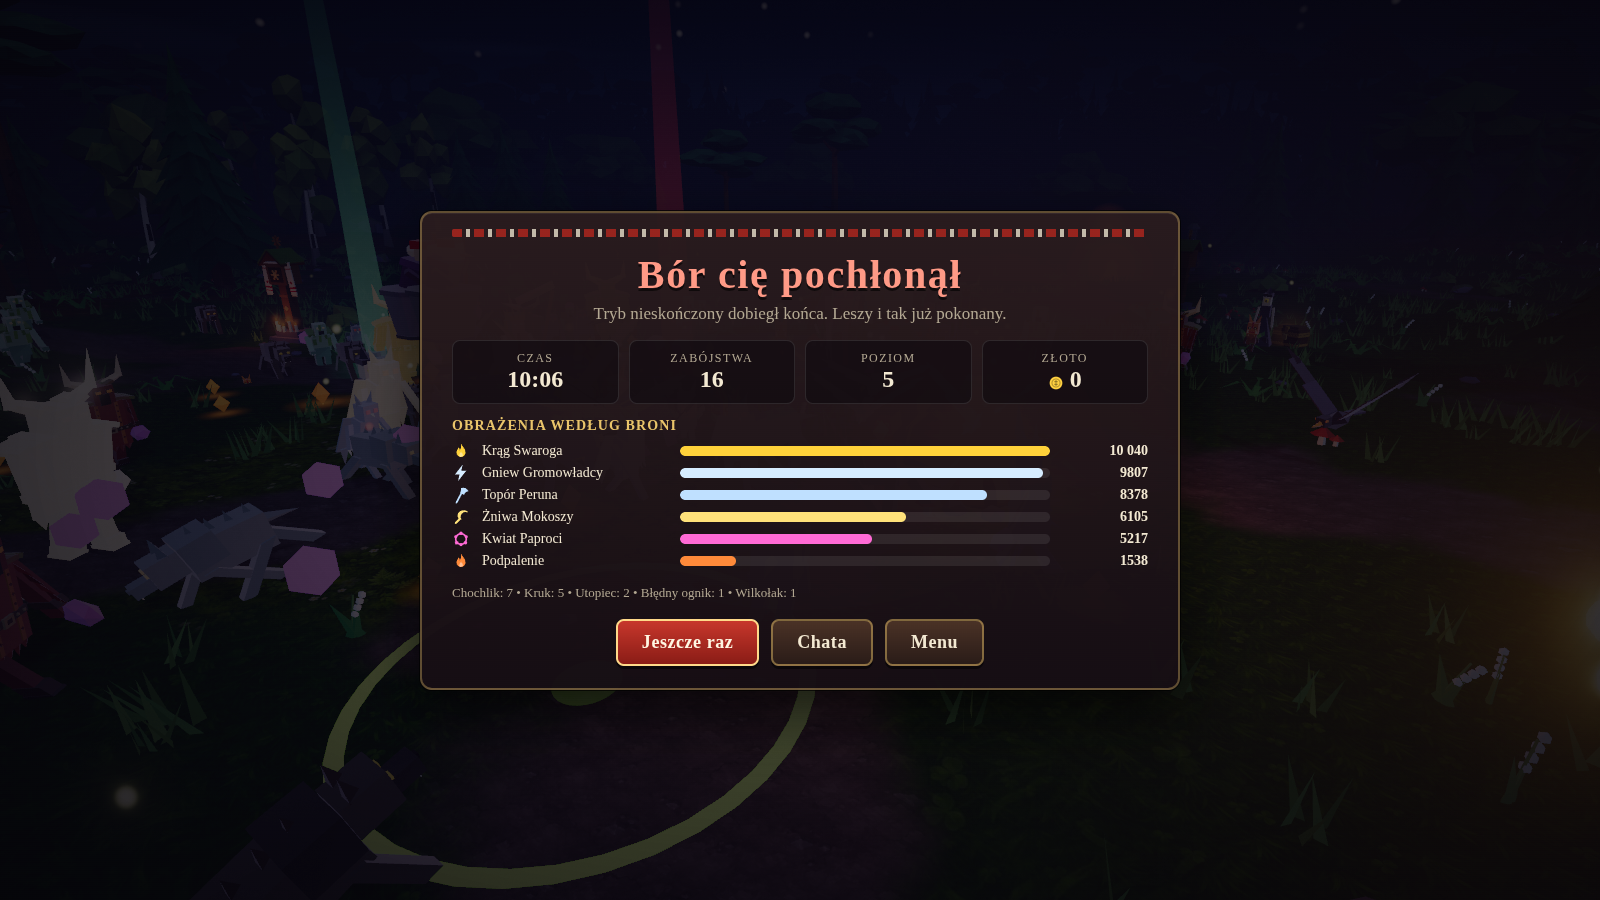 Bór cię pochłonął
Tryb nieskończony dobiegł końca. Leszy i tak już pokonany.
CZAS ZABÓJSTWA POZIOM ZŁOTO
10:06 16 5 0
OBRAŻENIA WEDŁUG BRONI
Krąg Swaroga 10 040
Gniew Gromowładcy 9807
Topór Peruna 8378
Żniwa Mokoszy 6105
Kwiat Paproci 5217
Podpalenie 1538
Chochlik: 7 • Kruk: 5 • Utopiec: 2 • Błędny ognik: 1 • Wilkołak: 1
Jeszcze raz Chata Menu